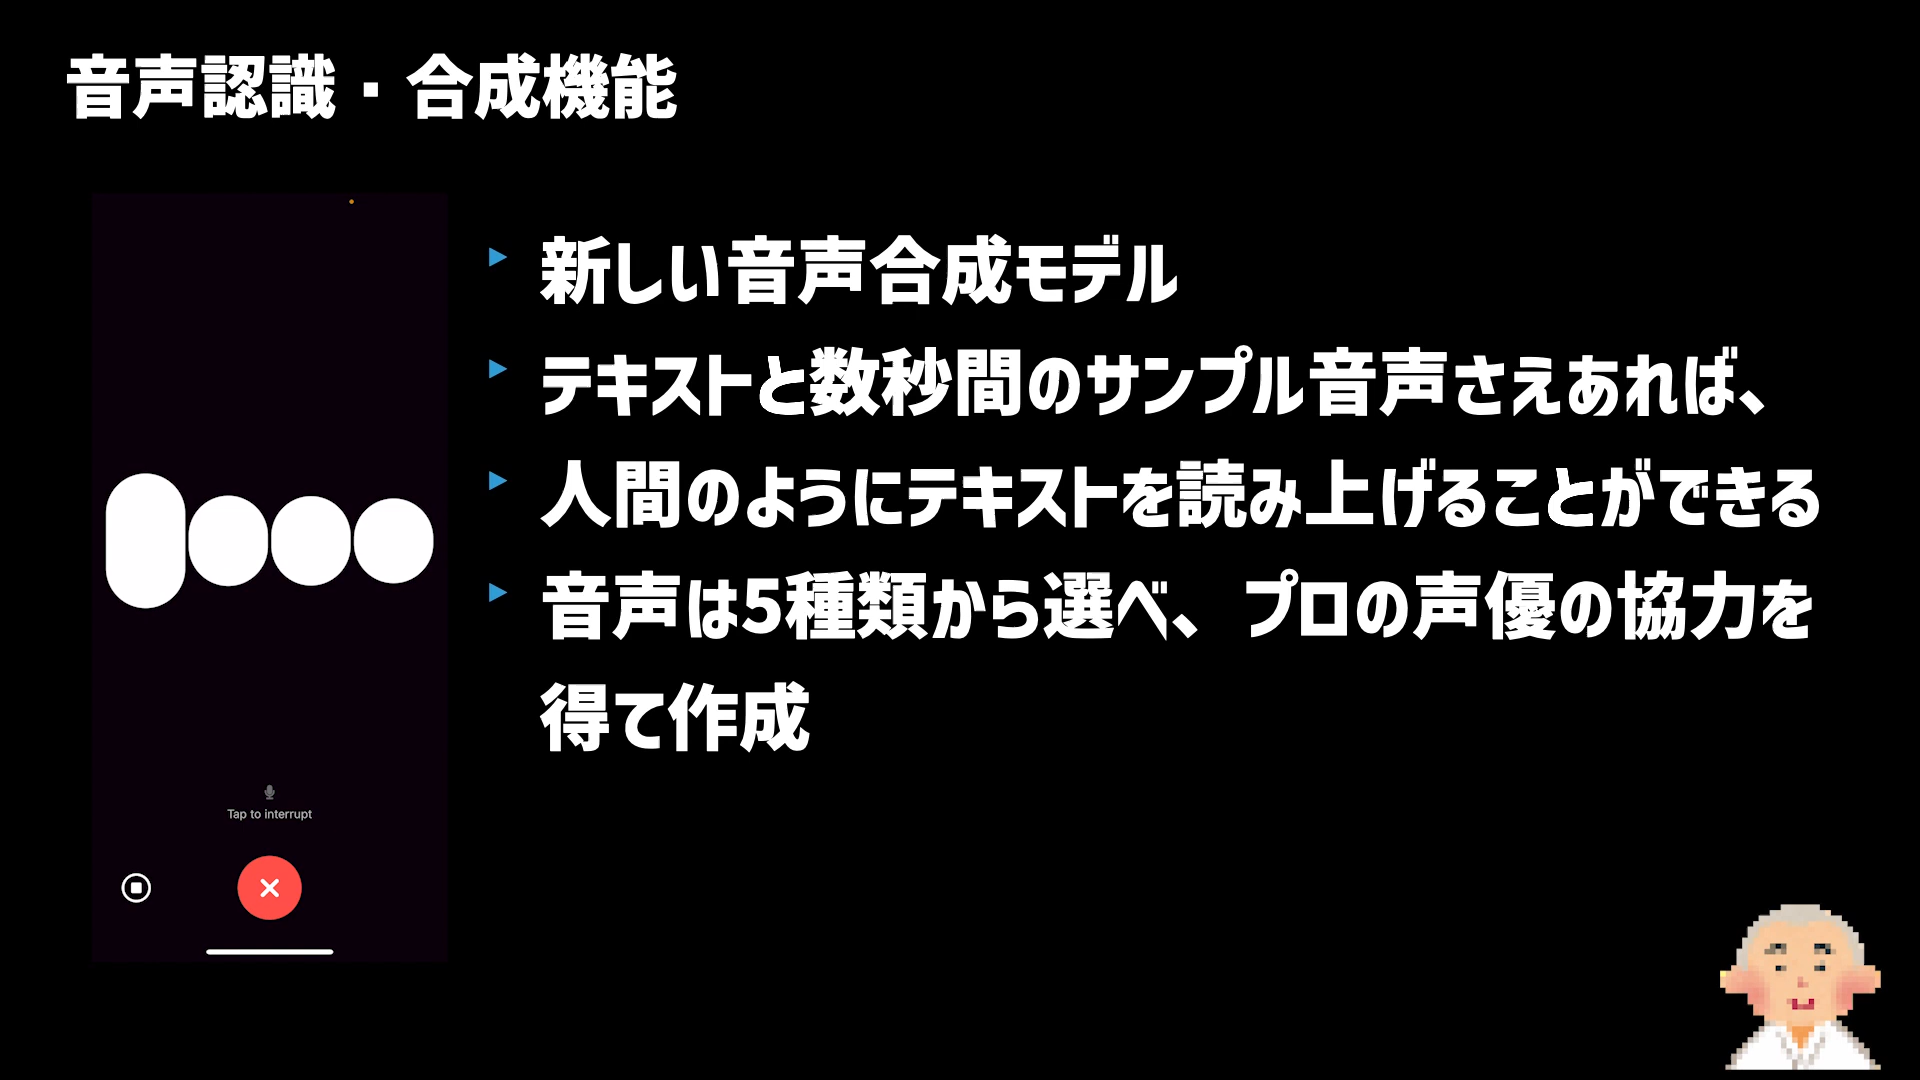 音声認識・合成機能
新しい音声合成モデル
テキストと数秒間のサンプル音声さえあれば、
人間のようにテキストを読み上げることができる
音声は5種類から選べ、プロの声優の協力を
得て作成
Tap to interrupt